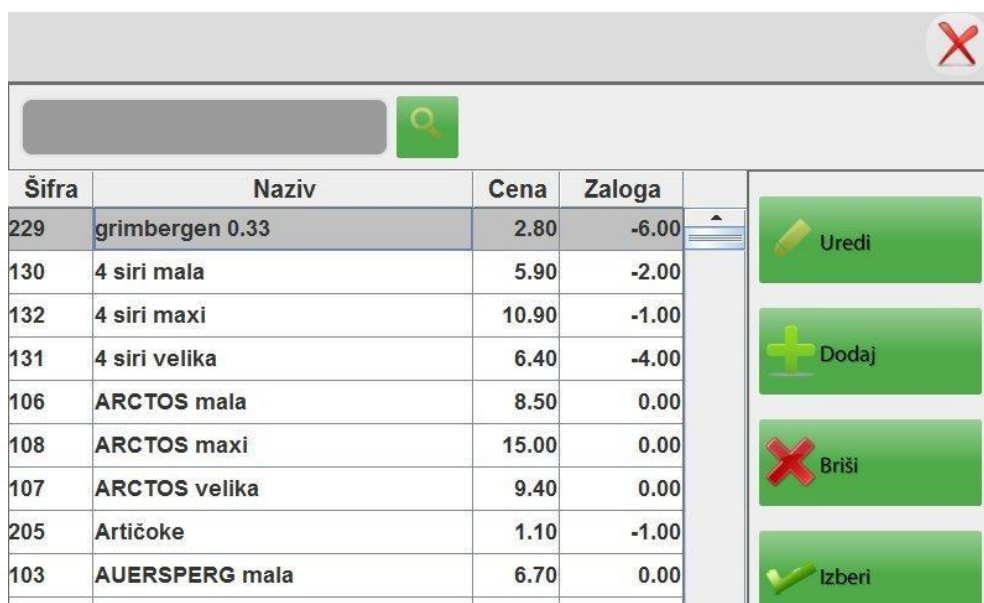 Šifra Naziv Cena Zaloga
229 grimbergen 0.33 2.80 -6.00
130 4 siri mala 5.90 -2.00
132 4 siri maxi 10.90 -1.00
131 4 siri velika 6.40 -4.00
106 ARCTOS mala 8.50 0.00
108 ARCTOS maxi 15.00 0.00
107 ARCTOS velika 9.40 0.00
205 Artičoke 1.10 -1.00
103 AUERSPERG mala 6.70 0.00
Uredi
Dodaj
Briši
Izberi